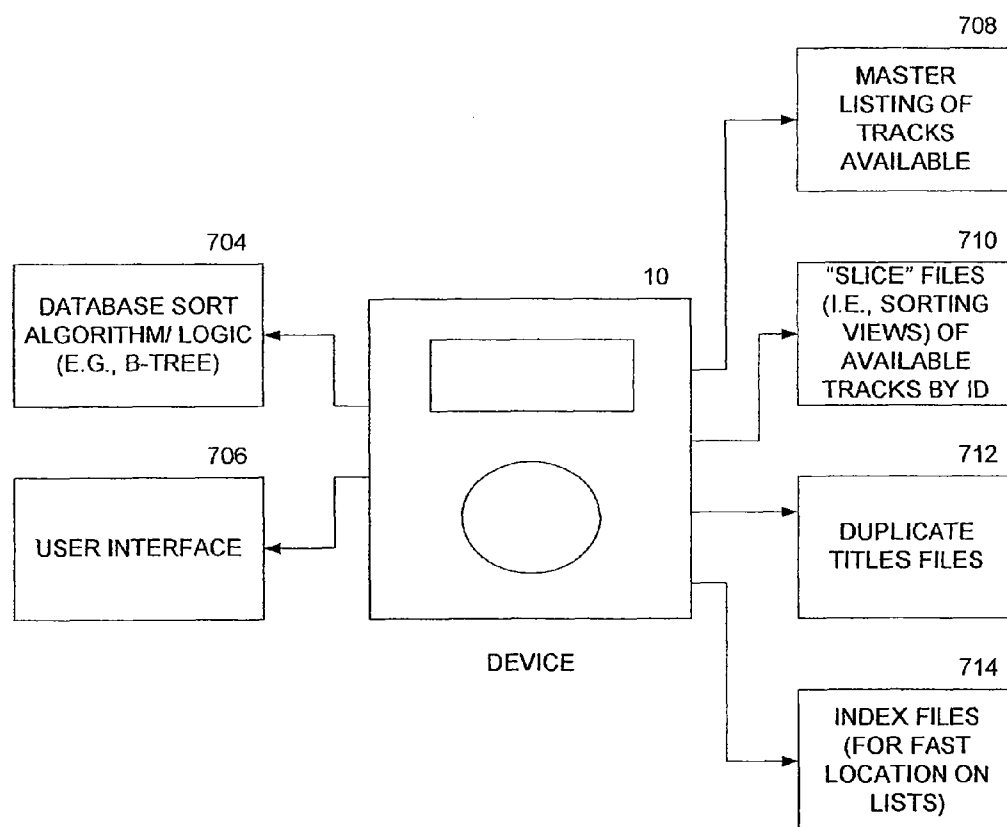 708
MASTER
LISTING OF
TRACKS
AVAILABLE
704
DATABASE SORT
ALGORITHM/ LOGIC
(E.G., B-TREE)
10
710
"SLICE" FILES
(I.E., SORTING
VIEWS) OF
AVAILABLE
TRACKS BY ID
706
USER INTERFACE
712
DUPLICATE
TITLES FILES
DEVICE
714
INDEX FILES
(FOR FAST
LOCATION ON
LISTS)